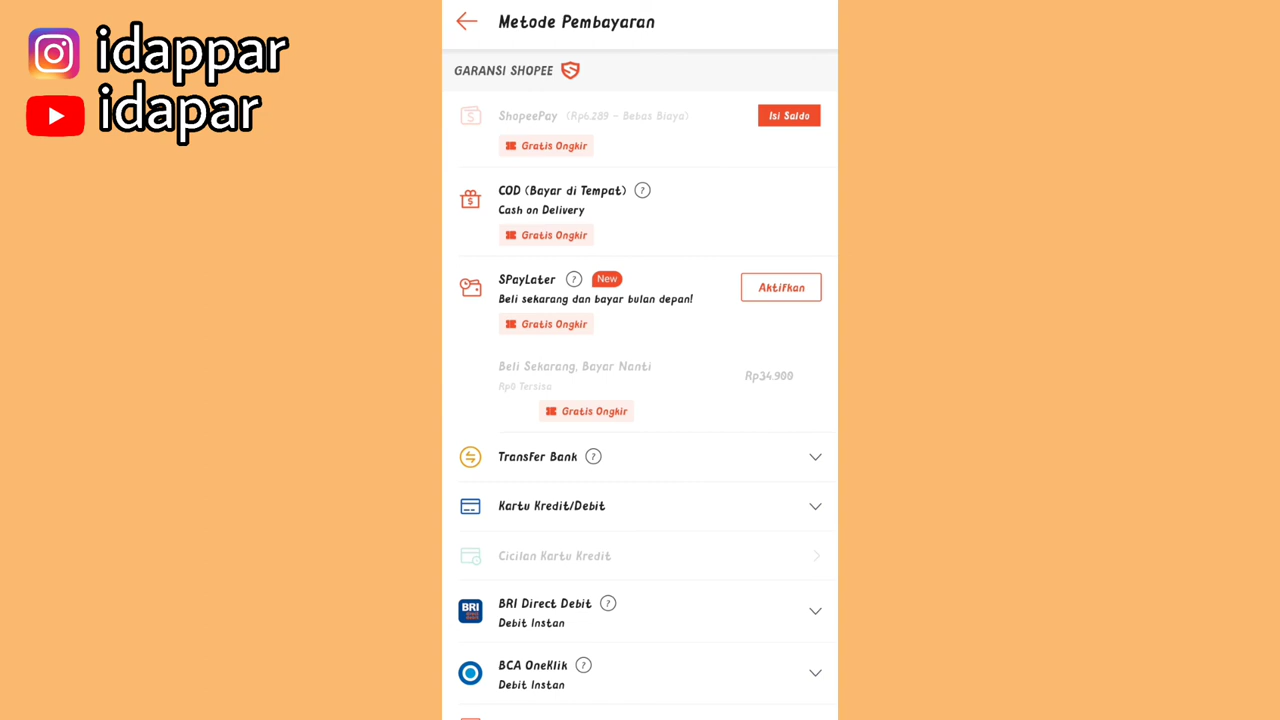 idappar
idapar
Metode Pembayaran
GARANSI SHOPEE
ShopeePay (Rp6.289 - Bebas Biaya)
Isi Saldo
Gratis Ongkir
COD (Bayar di Tempat) ?
Cash on Delivery
Gratis Ongkir
SPayLater ? New
Beli sekarang dan bayar bulan depan!
Aktifkan
Gratis Ongkir
Beli Sekarang, Bayar Nanti
Rp34.900
Rp0 Tersisa
Gratis Ongkir
Transfer Bank ?
Kartu Kredit/Debit
Cicilan Kartu Kredit
BRI
BRI Direct Debit ?
Debit Instan
BCA OneKlik ?
Debit Instan